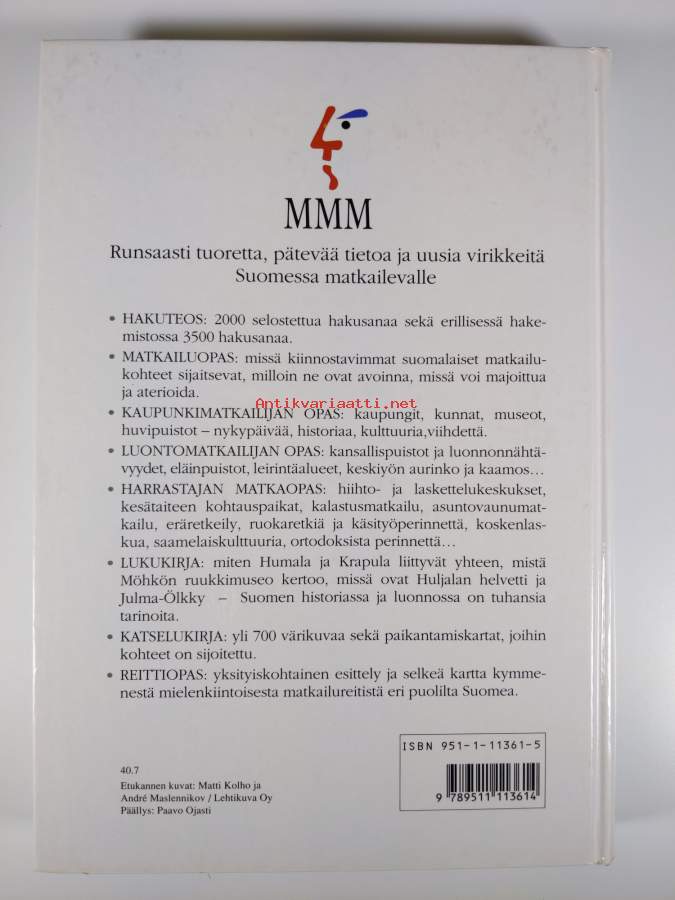 MMM
Runsaasti tuoretta, pätevää tietoa ja uusia virikkeitä
Suomessa matkailevalle
• HAKUTEOS: 2000 selostettua hakusanaa sekä erillisessä hake-
mistossa 3500 hakusanaa.
• MATKAILUOPAS: missä kiinnostavimmat suomalaiset matkailu-
kohteet sijaitsevat, milloin ne ovat avoinna, missä voi majoittua
ja aterioida.
Antikvariaatti.net
• KAUPUNKIMATKAILIJAN OPAS: kaupungit, kunnat, museot,
huvipuistot – nykypäivää, historiaa, kulttuuria,viihdettä.
• LUONTOMATKAILIJAN OPAS: kansallispuistot ja luonnonnähtä-
vyydet, eläinpuistot, leirintäalueet, keskiyön aurinko ja kaamos...
• HARRASTAJAN MATKAOPAS: hiihto- ja laskettelukeskukset,
kesätaiteen kohtauspaikat, kalastusmatkailu, asuntovaunumat-
kailu, eräretkeily, ruokaretkiä ja käsityöperinnettä, koskenlas-
kua, saamelaiskulttuuria, ortodoksista perinnettä...
• LUKUKIRJA: miten Humala ja Krapula liittyvät yhteen, mistä
Möhkön ruukkimuseo kertoo, missä ovat Huljalan helvetti ja
Julma-Ölkky – Suomen historiassa ja luonnossa on tuhansia
tarinoita.
• KATSELUKIRJA: yli 700 värikuvaa sekä paikantamiskartat, joihin
kohteet on sijoitettu.
• REITTIOPAS: yksityiskohtainen esittely ja selkeä kartta kymme-
nestä mielenkiintoisesta matkailureitistä eri puolilta Suomea.
ISBN 951-1-11361-5
9 789511 113614
40.7
Etukannen kuvat: Matti Kolho ja
André Maslennikov / Lehtikuva Oy
Päällys: Paavo Ojasti